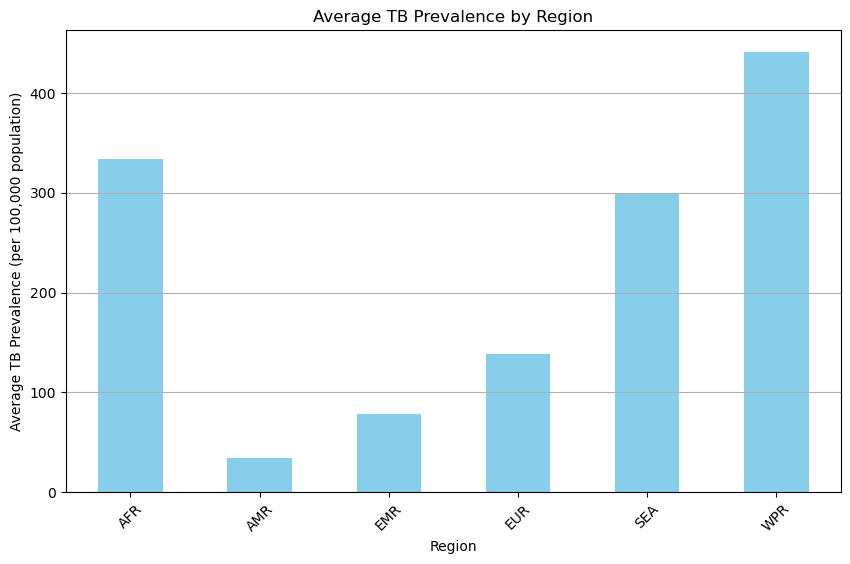 Average TB Prevalence by Region
Average TB Prevalence (per 100,000 population)
400
300
200
100
0
AFR
AMR
EMR
EUR
SEA
WPR
Region